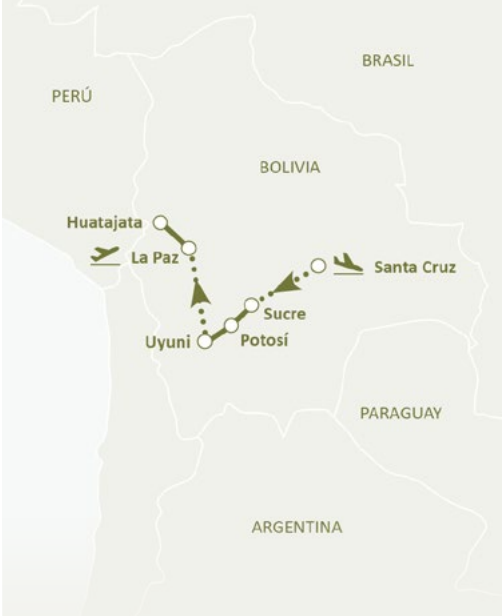 BRASIL
PERÚ
BOLIVIA
Huatajata
La Paz
Santa Cruz
Sucre
Uyuni
Potosí
PARAGUAY
ARGENTINA